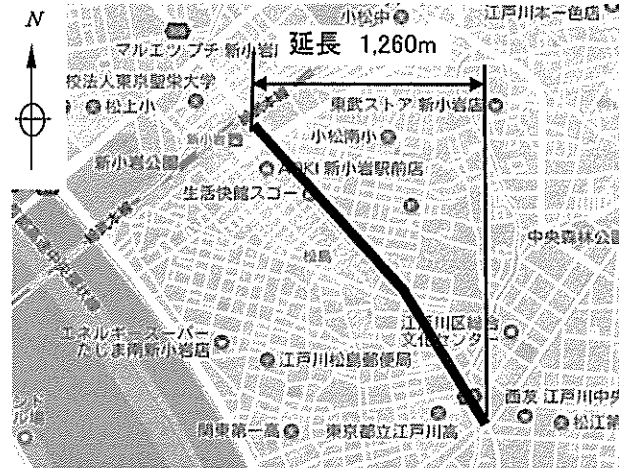 N
小松中
江戸川本一色店
マルエツ プチ 新小岩
延長 1,260m
校法人東京聖栄大学
松上小
東武ストア 新小岩店
新小岩
小松南小
新小岩公園
AOKI 新小岩駅前店
生活快館スコー
中央森林公園
松島
江戸川区総合
文化センター
エネルギースーパー
たじま南新小岩店
江戸川松島郵便局
西友 江戸川中央
関東第一高
東京都立江戸川高
松江第